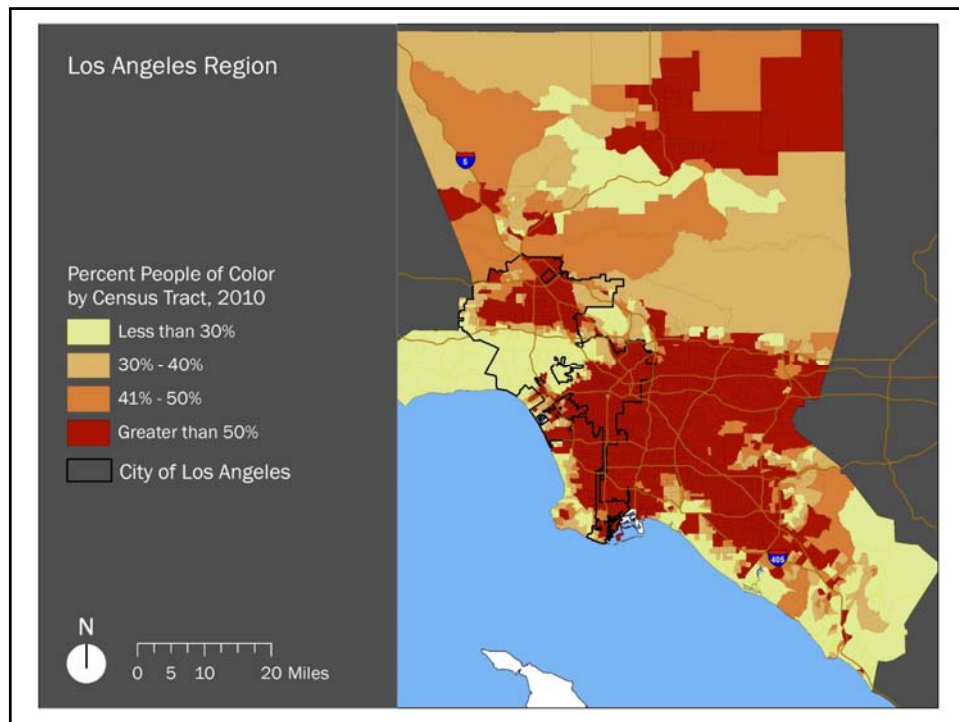 Los Angeles Region
5
Percent People of Color
by Census Tract, 2010
Less than 30%
30% - 40%
41% - 50%
Greater than 50%
City of Los Angeles
405
N
0 5 10 20 Miles